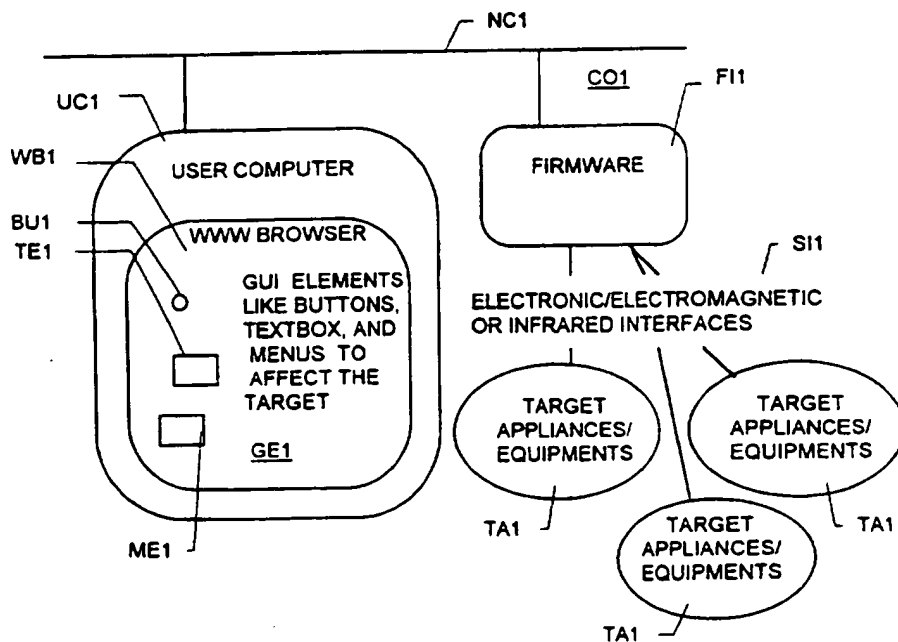 NC1
CO1
FI1
UC1
WB1
USER COMPUTER
FIRMWARE
BU1
TE1
WWW BROWSER
SI1
GUI ELEMENTS
LIKE BUTTONS,
TEXTBOX, AND
MENUS TO
AFFECT THE
TARGET
ELECTRONIC/ELECTROMAGNETIC
OR INFRARED INTERFACES
GE1
TARGET
APPLIANCES/
EQUIPMENTS
TARGET
APPLIANCES/
EQUIPMENTS
ME1
TA1
TARGET
APPLIANCES/
EQUIPMENTS
TA1
TA1